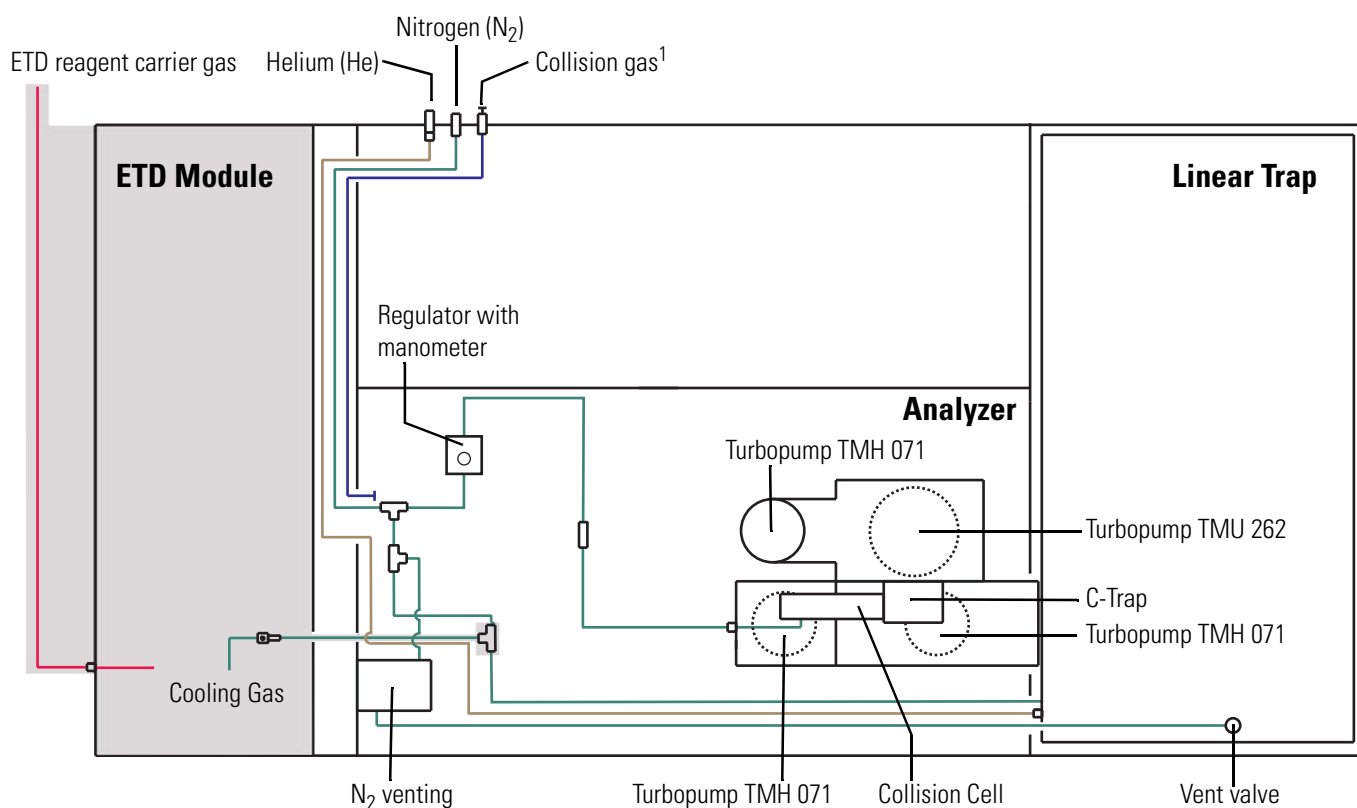 Nitrogen (N2)
ETD reagent carrier gas
Helium (He)
Collision gas1
ETD Module
Linear Trap
Regulator with
manometer
Analyzer
Turbopump TMH 071
Turbopump TMU 262
C-Trap
Turbopump TMH 071
Cooling Gas
N2 venting
Turbopump TMH 071
Collision Cell
Vent valve